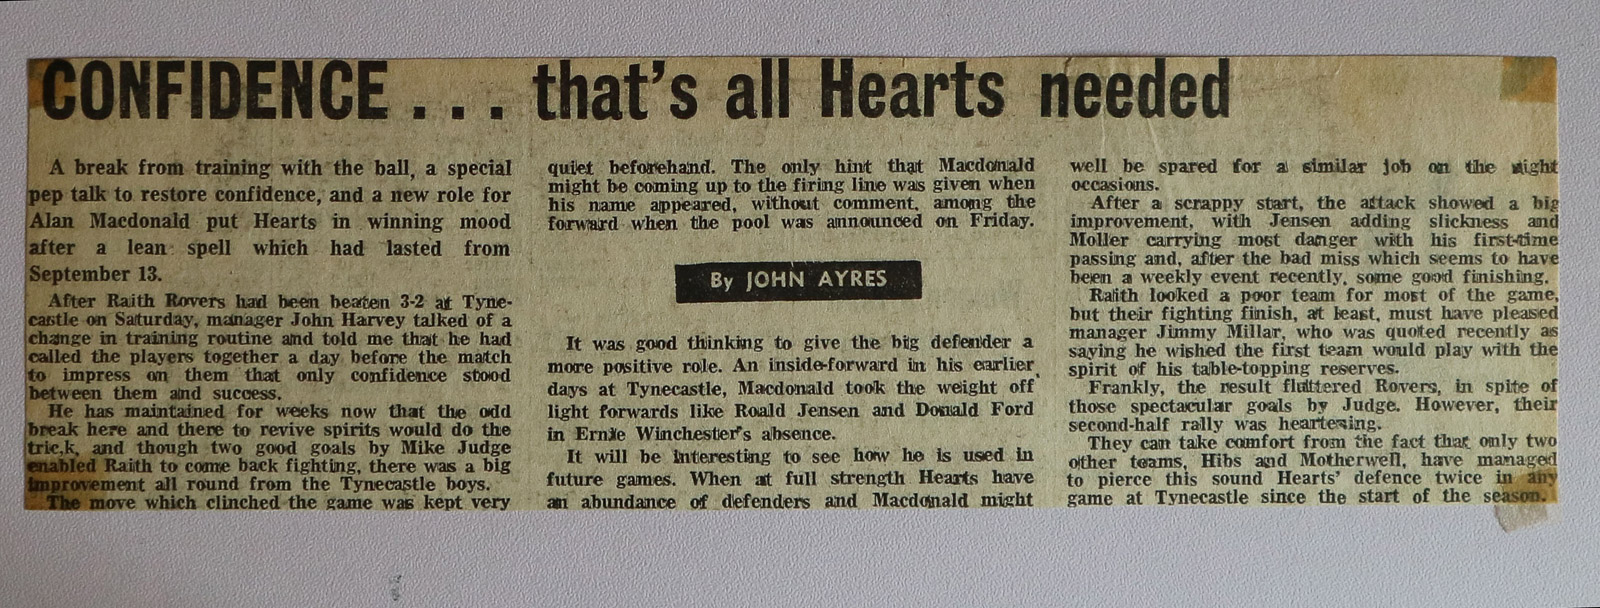 CONFIDENCE . . . that's all Hearts needed
A break from training with the ball, a special
pep talk to restore confidence, and a new role for
Alan Macdonald put Hearts in winning mood
after a lean spell which had lasted from
September 13.
After Raith Rovers had been beaten 3-2 at Tyne-
castle on Saturday, manager John Harvey talked of a
change in training routine and told me that he had
called the players together a day before the match
to impress on them that only confidence stood
between them and success.
He has maintained for weeks now that the odd
break here and there to revive spirits would do the
tric,k, and though two good goals by Mike Judge
enabled Raith to come back fighting, there was a big
improvement all round from the Tynecastle boys.
The move which clinched the game was kept very
quiet beforehand. The only hint that Macdonald
might be coming up to the firing line was given when
his name appeared, without comment, among the
forward when the pool was announced on Friday.
By JOHN AYRES
It was good thinking to give the big defender a
more positive role. An inside-forward in his earlier
days at Tynecastle, Macdonald took the weight off
light forwards like Roald Jensen and Donald Ford
in Ernie Winchester's absence.
It will be interesting to see how he is used in
future games. When at full strength Hearts have
an abundance of defenders and Macdonald might
well be spared for a similar job on the right
occasions.
After a scrappy start, the attack showed a big
improvement, with Jensen adding slickness and
Moller carrying most danger with his first-time
passing and, after the bad miss which seems to have
been a weekly event recently, some good finishing.
Raith looked a poor team for most of the game,
but their fighting finish, at least, must have pleased
manager Jimmy Millar, who was quoted recently as
saying he wished the first team would play with the
spirit of his table-topping reserves.
Frankly, the result flattered Rovers, in spite of
those spectacular goals by Judge. However, their
second-half rally was heartening.
They can take comfort from the fact that only two
other teams, Hibs and Motherwell, have managed
to pierce this sound Hearts' defence twice in any
game at Tynecastle since the start of the season.